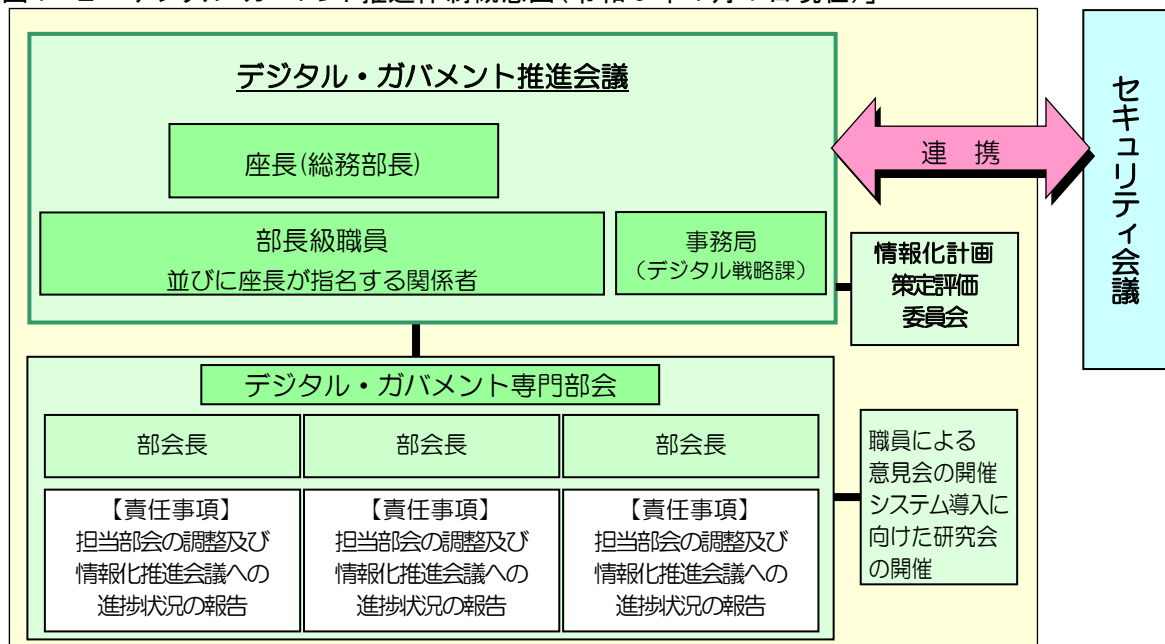 デジタル・ガバメント推進会議
座長(総務部長)
部長級職員
並びに座長が指名する関係者
事務局
(デジタル戦略課)
連 携
セキュリティ会議
情報化計画
策定評価
委員会
デジタル・ガバメント専門部会
部会長
部会長
部会長
【責任事項】
担当部会の調整及び
情報化推進会議への
進捗状況の報告
【責任事項】
担当部会の調整及び
情報化推進会議への
進捗状況の報告
【責任事項】
担当部会の調整及び
情報化推進会議への
進捗状況の報告
職員による
意見会の開催
システム導入に
向けた研究会
の開催